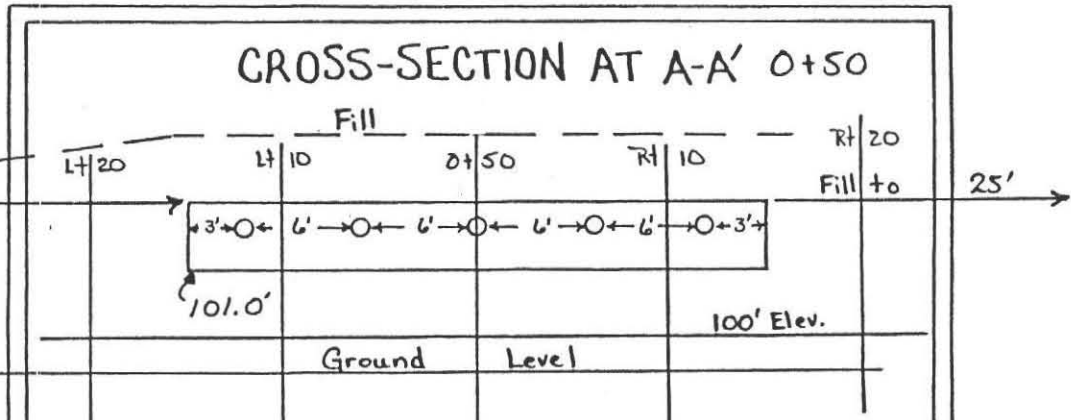 CROSS-SECTION AT A-A' 0+50
Fill
Lt 20
Lt 10
0+50
Rt 10
Rt 20
Fill to 25'
3' 6' 6' 6' 6' 3'
101.0'
100' Elev.
Ground Level